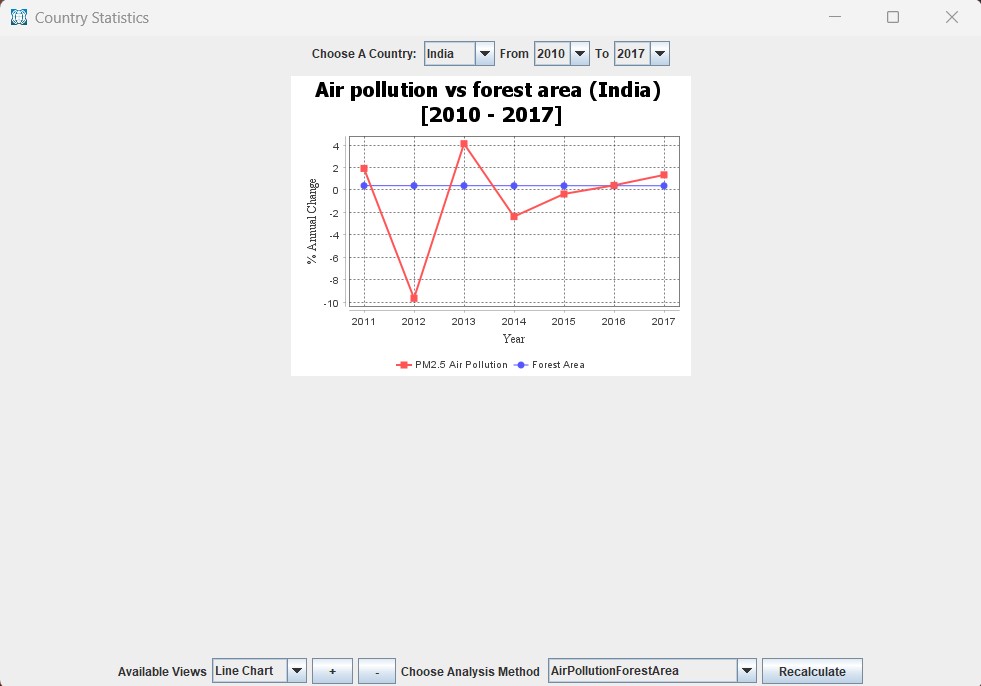 Country Statistics
Choose A Country: India From 2010 To 2017
Air pollution vs forest area (India)
[2010 - 2017]
4
2
0
-2
-4
-6
-8
-10
% Annual Change
2011 2012 2013 2014 2015 2016 2017
Year
PM2.5 Air Pollution Forest Area
Available Views Line Chart + - Choose Analysis Method AirPollutionForestArea Recalculate